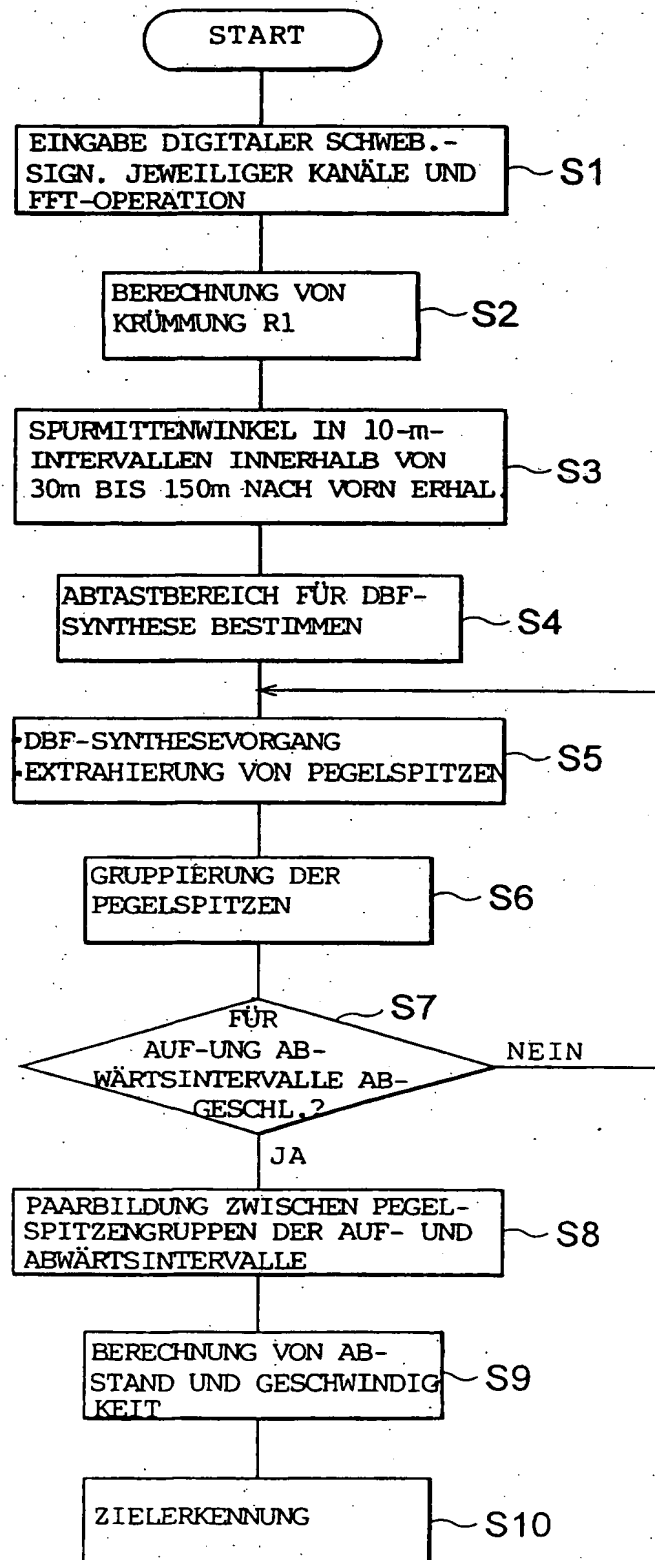 START
EINGABE DIGITALER SCHWEB.-
SIGN. JEWEILIGER KANÄLE UND
FFT-OPERATION
S1
BERECHNUNG VON
KRÜMMUNG R1
S2
SPURMITTENWINKEL IN 10-m-
INTERVALLEN INNERHALB VON
30m BIS 150m NACH VORN ERHAL.
S3
ABTASTBEREICH FÜR DBF-
SYNTHESE BESTIMMEN
S4
·DBF-SYNTHESEVORGANG
·EXTRAHIERUNG VON PEGELSPITZEN
S5
GRUPPIERUNG DER
PEGELSPITZEN
S6
S7
FÜR
AUF-UNG AB-
WÄRTSINTERVALLE AB-
GESCHL.?
NEIN
JA
PAARBILDUNG ZWISCHEN PEGEL-
SPITZENGRUPPEN DER AUF- UND
ABWÄRTSINTERVALLE
S8
BERECHNUNG VON AB-
STAND UND GESCHWINDIG
KEIT
S9
ZIELERKENNUNG
S10